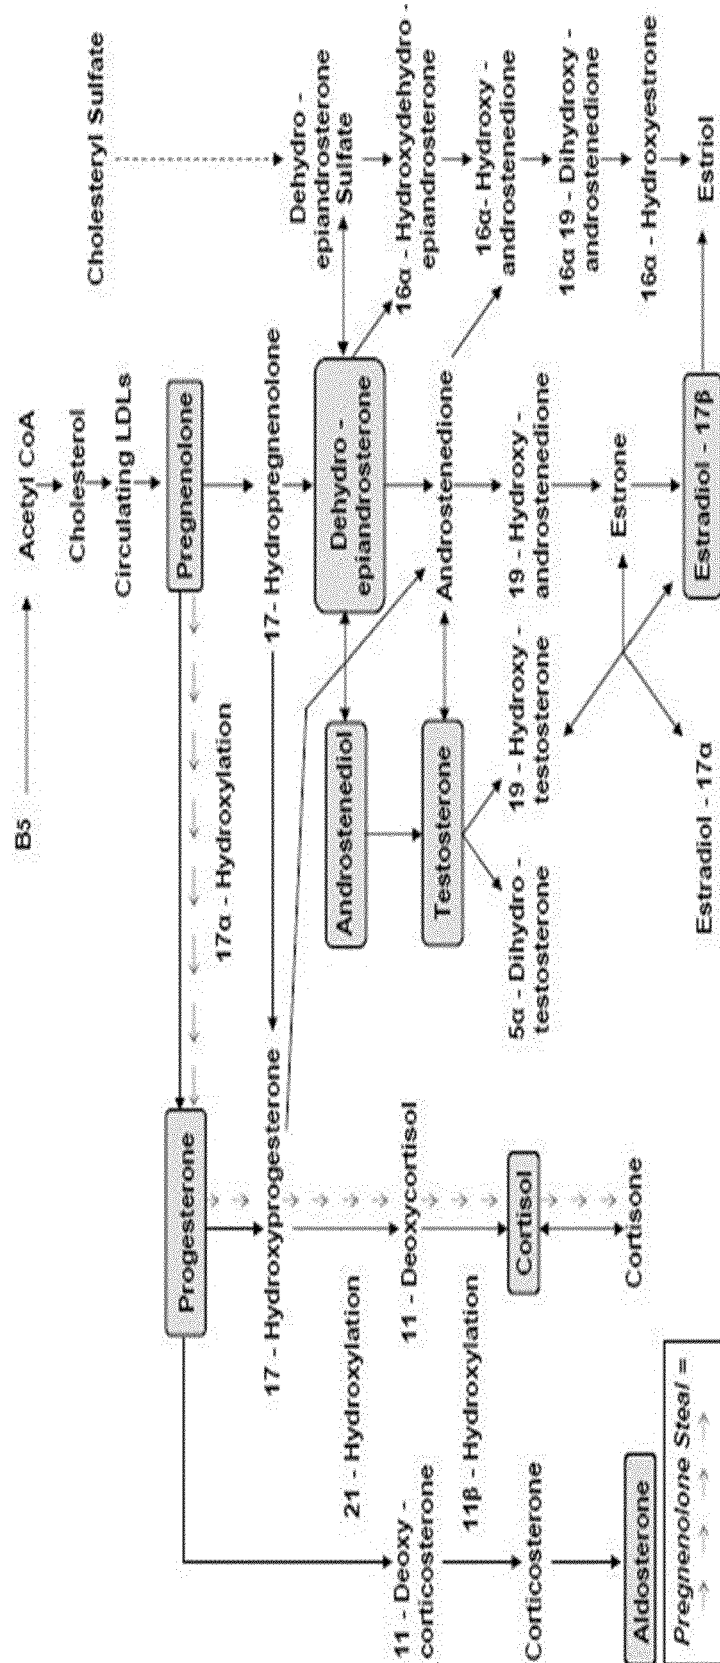 B5
Acetyl CoA
Cholesterol
Circulating LDLs
Cholesteryl Sulfate
Progesterone
Pregnenolone
17α - Hydroxylation
17 - Hydroxyprogesterone
17- Hydropregnenolone
Dehydro -
epiandrosterone
Sulfate
21 - Hydroxylation
Androstenediol
Dehydro -
epiandrosterone
16α - Hydroxydehydro -
epiandrosterone
11 - Deoxy -
corticosterone
11 - Deoxycortisol
Testosterone
Androstenedione
16α- Hydroxy -
androstenedione
11β - Hydroxylation
Corticosterone
Cortisol
5α - Dihydro -
testosterone
19 - Hydroxy -
testosterone
19 - Hydroxy-
androstenedione
16α 19 - Dihydroxy -
androstenedione
Aldosterone
Cortisone
Estrone
16α - Hydroxyestrone
Pregnenolone Steal =
Estradiol - 17α
Estradiol - 17β
Estriol